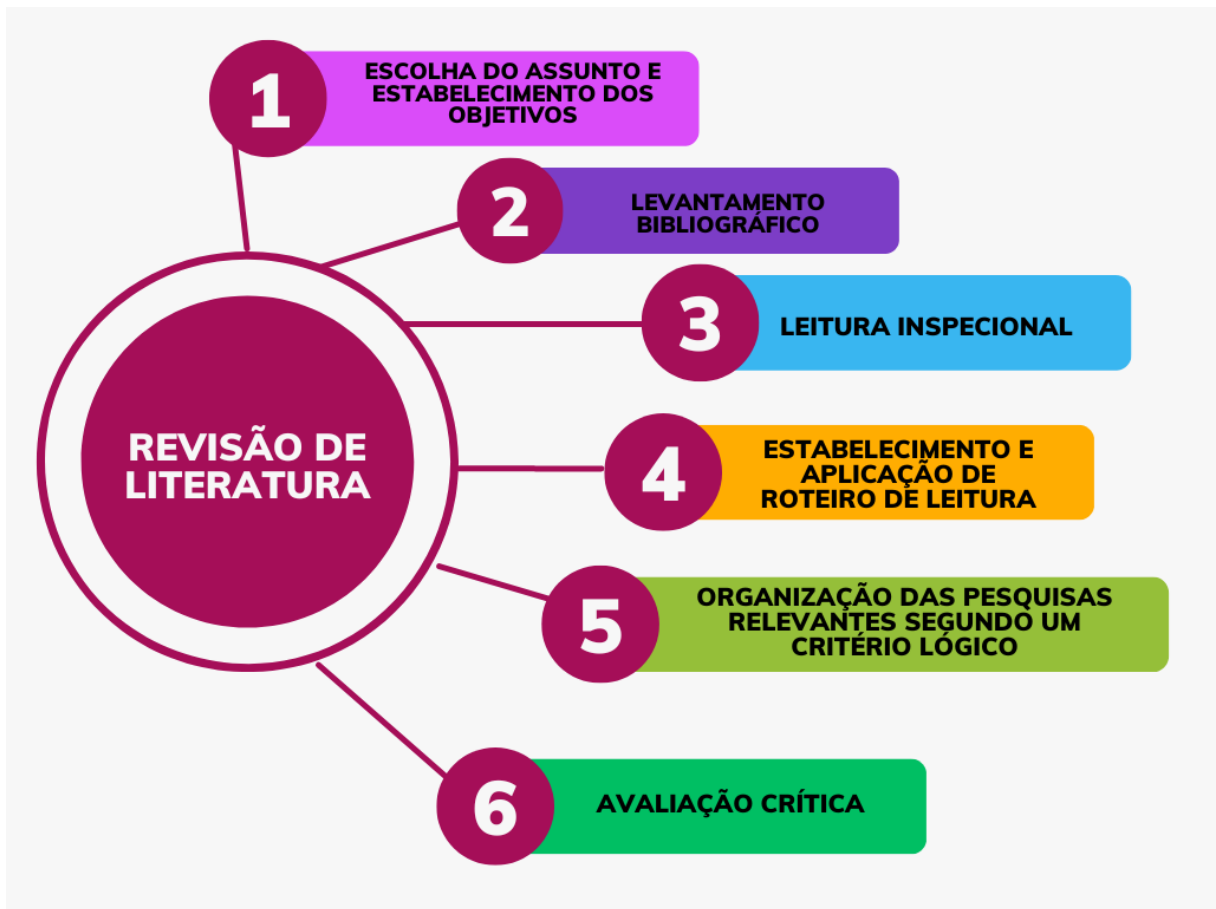 1
ESCOLHA DO ASSUNTO E
ESTABELECIMENTO DOS
OBJETIVOS
2
LEVANTAMENTO
BIBLIOGRÁFICO
3
LEITURA INSPECIONAL
REVISÃO DE
LITERATURA
4
ESTABELECIMENTO E
APLICAÇÃO DE
ROTEIRO DE LEITURA
5
ORGANIZAÇÃO DAS PESQUISAS
RELEVANTES SEGUNDO UM
CRITÉRIO LÓGICO
6
AVALIAÇÃO CRÍTICA